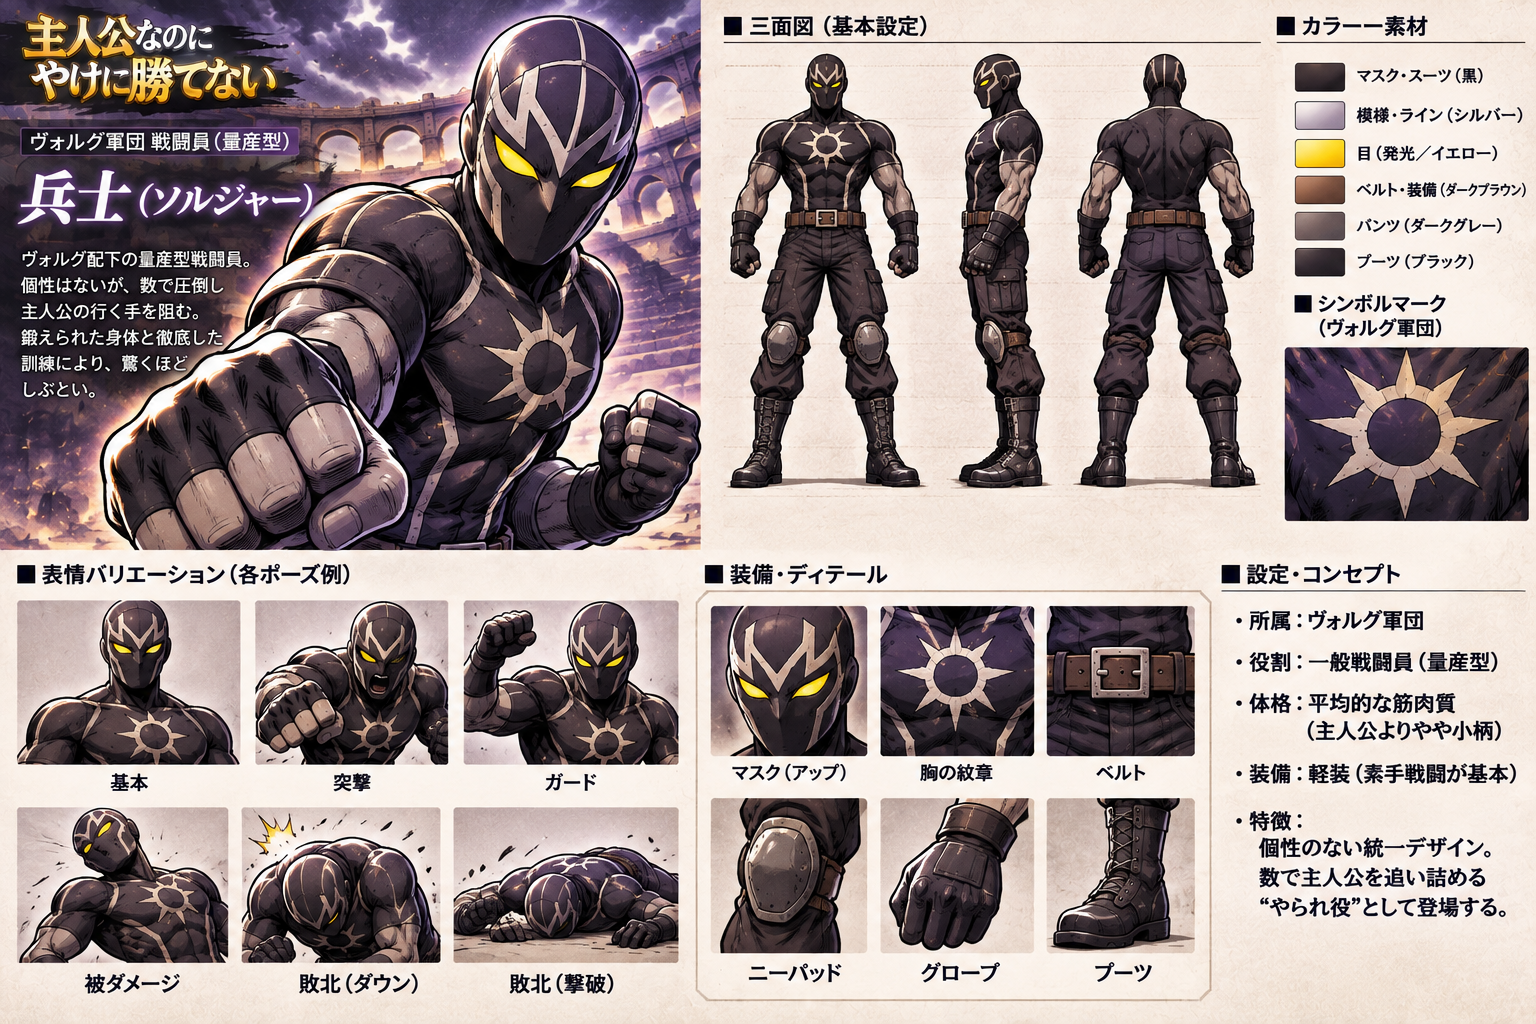 主人公なのに
やけに勝てない
ヴォルグ軍団 戦闘員（量産型）
兵士（ソルジャー）
ヴォルグ配下の量産型戦闘員。
個性はないが、数で圧倒し
主人公の行く手を阻む。
鍛えられた身体と徹底した
訓練により、驚くほど
しぶとい。
■ 三面図（基本設定）
■ カラー一素材
マスク・スーツ（黒）
模様・ライン（シルバー）
目（発光／イエロー）
ベルト・装備（ダークブラウン）
パンツ（ダークグレー）
ブーツ（ブラック）
■ シンボルマーク
（ヴォルグ軍団）
■ 表情バリエーション（各ポーズ例）
基本
突撃
ガード
被ダメージ
敗北（ダウン）
敗北（撃破）
■ 装備・ディテール
マスク（アップ）
胸の紋章
ベルト
ニーパッド
グローブ
ブーツ
■ 設定・コンセプト
・所属：ヴォルグ軍団
・役割：一般戦闘員（量産型）
・体格：平均的な筋肉質
（主人公よりやや小柄）
・装備：軽装（素手戦闘が基本）
・特徴：
個性のない統一デザイン。
数で主人公を追い詰める
“やられ役”として登場する。